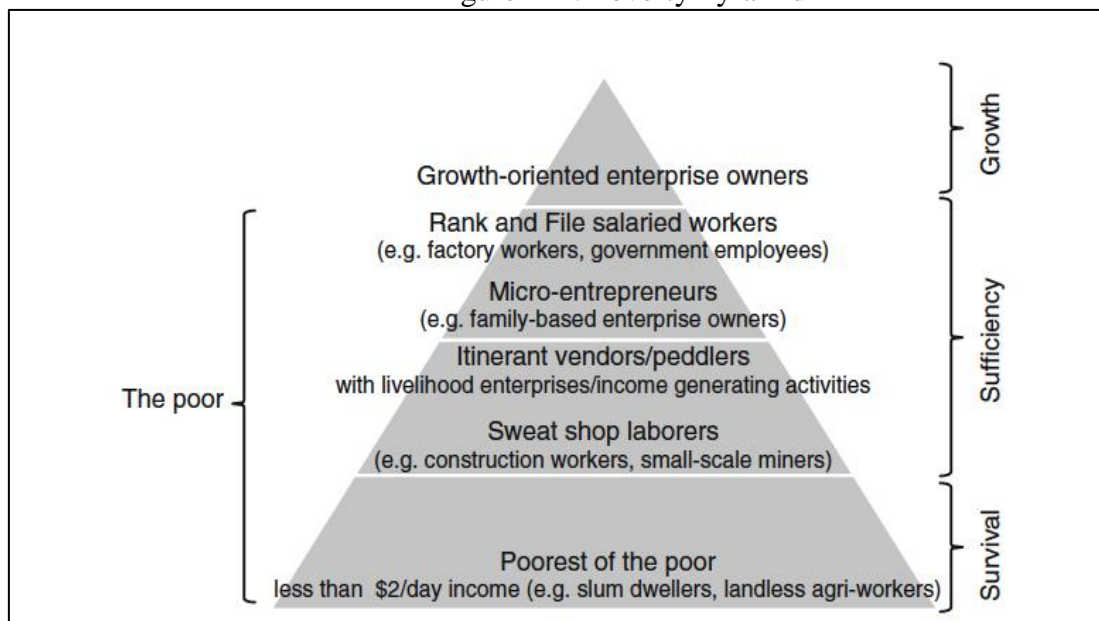 Growth-oriented enterprise owners
Rank and File salaried workers
(e.g. factory workers, government employees)
Micro-entrepreneurs
(e.g. family-based enterprise owners)
Itinerant vendors/peddlers
with livelihood enterprises/income generating activities
Sweat shop laborers
(e.g. construction workers, small-scale miners)
Poorest of the poor
less than $2/day income (e.g. slum dwellers, landless agri-workers)
The poor
Growth
Sufficiency
Survival